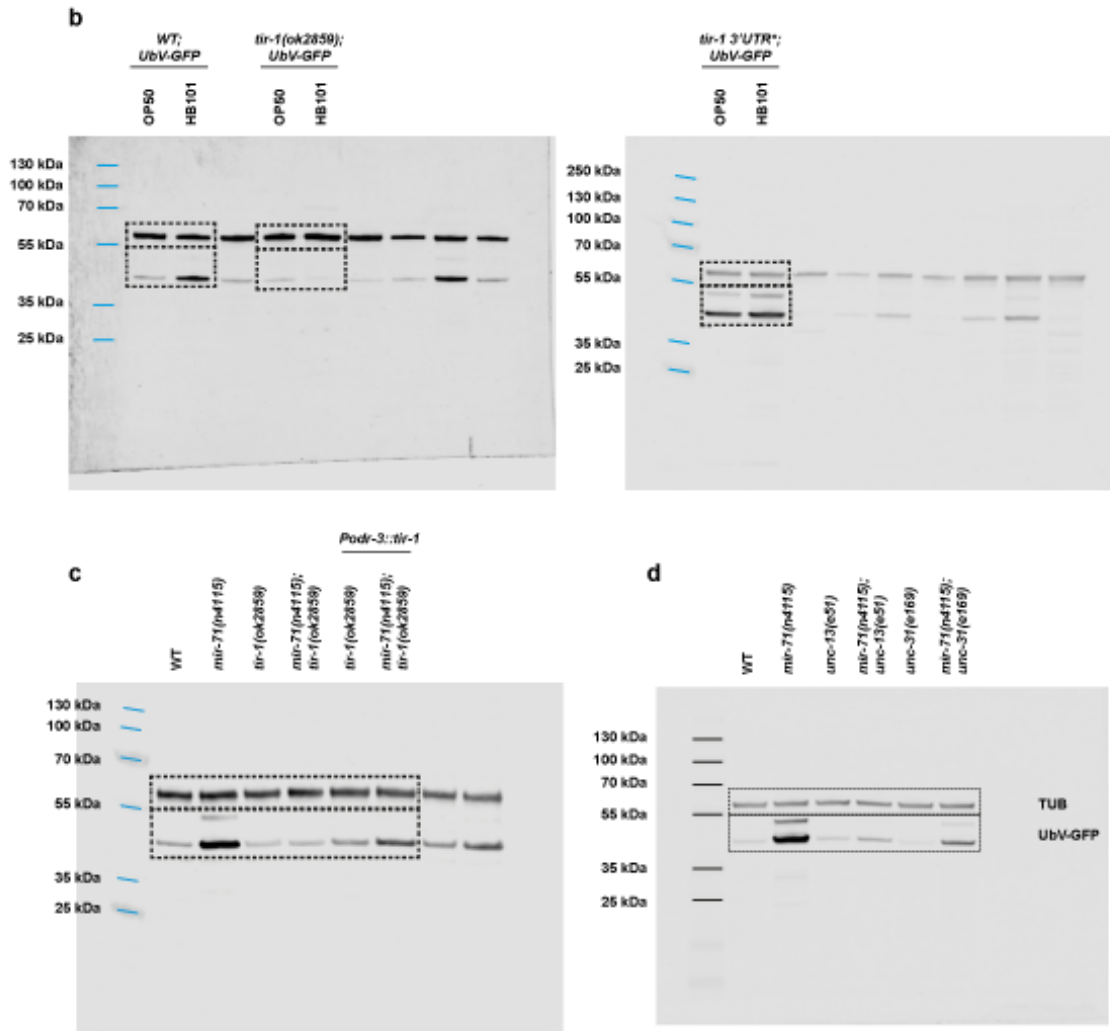 b
WT;
UbV-GFP
tir-1(ok2859);
UbV-GFP
OP50
HB101
OP50
HB101
130 kDa
100 kDa
70 kDa
55 kDa
35 kDa
25 kDa
tir-1 3'UTR*;
UbV-GFP
OP50
HB101
250 kDa
130 kDa
100 kDa
70 kDa
55 kDa
35 kDa
25 kDa
c
Podr-3::tir-1
WT
mir-71(n4115)
tir-1(ok2859)
mir-71(n4115);
tir-1(ok2859)
tir-1(ok2859)
mir-71(n4115);
tir-1(ok2859)
130 kDa
100 kDa
70 kDa
55 kDa
35 kDa
25 kDa
d
WT
mir-71(n4115)
unc-13(e51)
mir-71(n4115);
unc-13(e51)
unc-31(e169)
mir-71(n4115);
unc-31(e169)
130 kDa
100 kDa
70 kDa
55 kDa
35 kDa
25 kDa
TUB
UbV-GFP